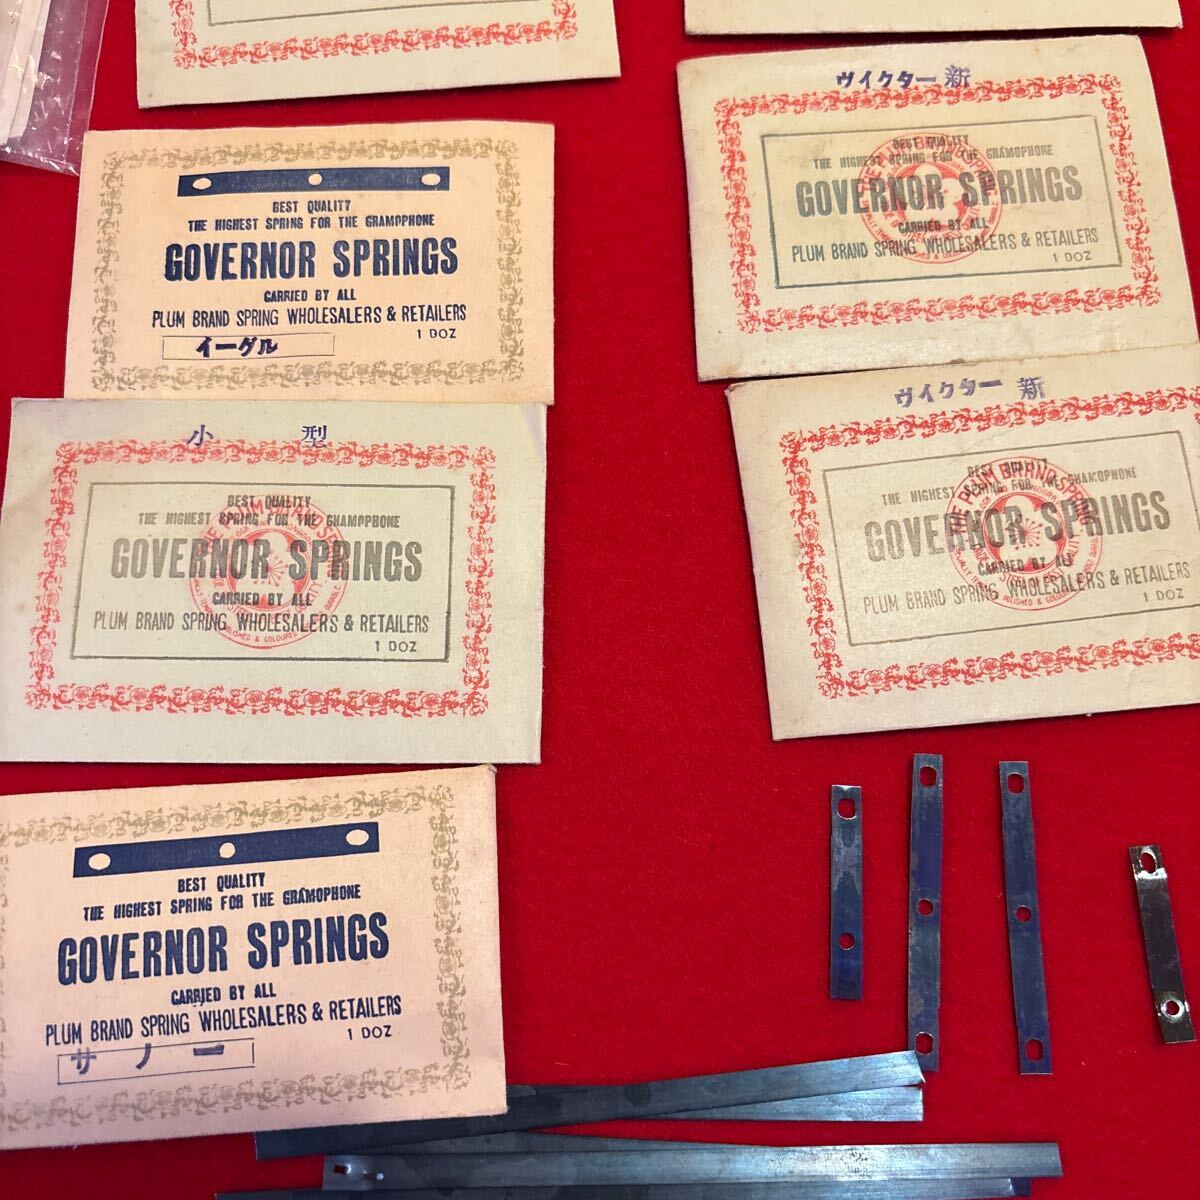 BEST QUALITY
THE HIGHEST SPRING FOR THE GRAMOPHONE
GOVERNOR SPRINGS
CARRIED BY ALL
PLUM BRAND SPRING WHOLESALERS & RETAILERS
1 DOZ
イーグル
ヴィクター 新
BEST QUALITY
THE HIGHEST SPRING FOR THE GRAMOPHONE
GOVERNOR SPRINGS
CARRIED BY ALL
PLUM BRAND SPRING WHOLESALERS & RETAILERS
1 DOZ
小 型
BEST QUALITY
THE HIGHEST SPRING FOR THE GRAMOPHONE
GOVERNOR SPRINGS
CARRIED BY ALL
PLUM BRAND SPRING WHOLESALERS & RETAILERS
1 DOZ
ヴィクター 新
BEST QUALITY
THE HIGHEST SPRING FOR THE GRAMOPHONE
GOVERNOR SPRINGS
CARRIED BY ALL
PLUM BRAND SPRING WHOLESALERS & RETAILERS
1 DOZ
BEST QUALITY
THE HIGHEST SPRING FOR THE GRAMOPHONE
GOVERNOR SPRINGS
CARRIED BY ALL
PLUM BRAND SPRING WHOLESALERS & RETAILERS
1 DOZ
サノー